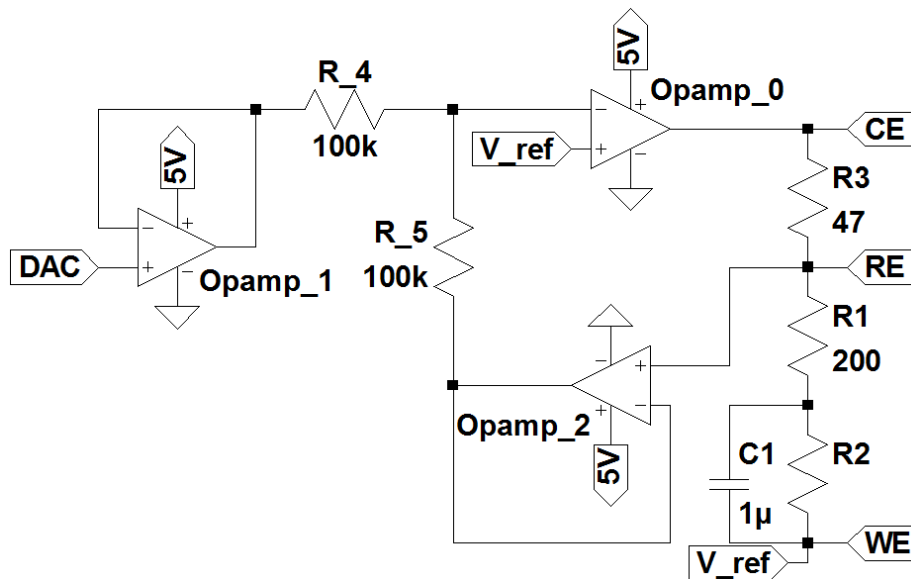 5V
R_4
Opamp_0
100k
V_ref
CE
5V
R3
47
DAC
Opamp_1
R_5
100k
RE
R1
200
Opamp_2
5V
C1
1µ
R2
V_ref
WE